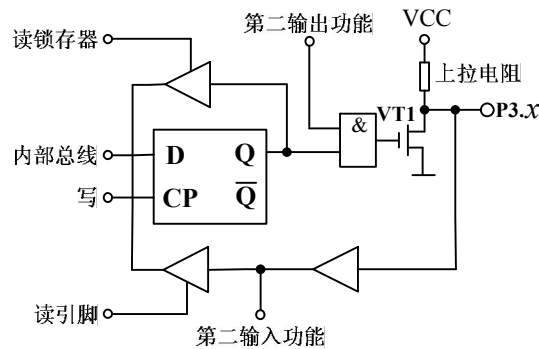 第二输出功能
VCC
读锁存器
上拉电阻
VT1
P3.x
&
内部总线
D
Q
写
CP
Q̅
读引脚
第二输入功能